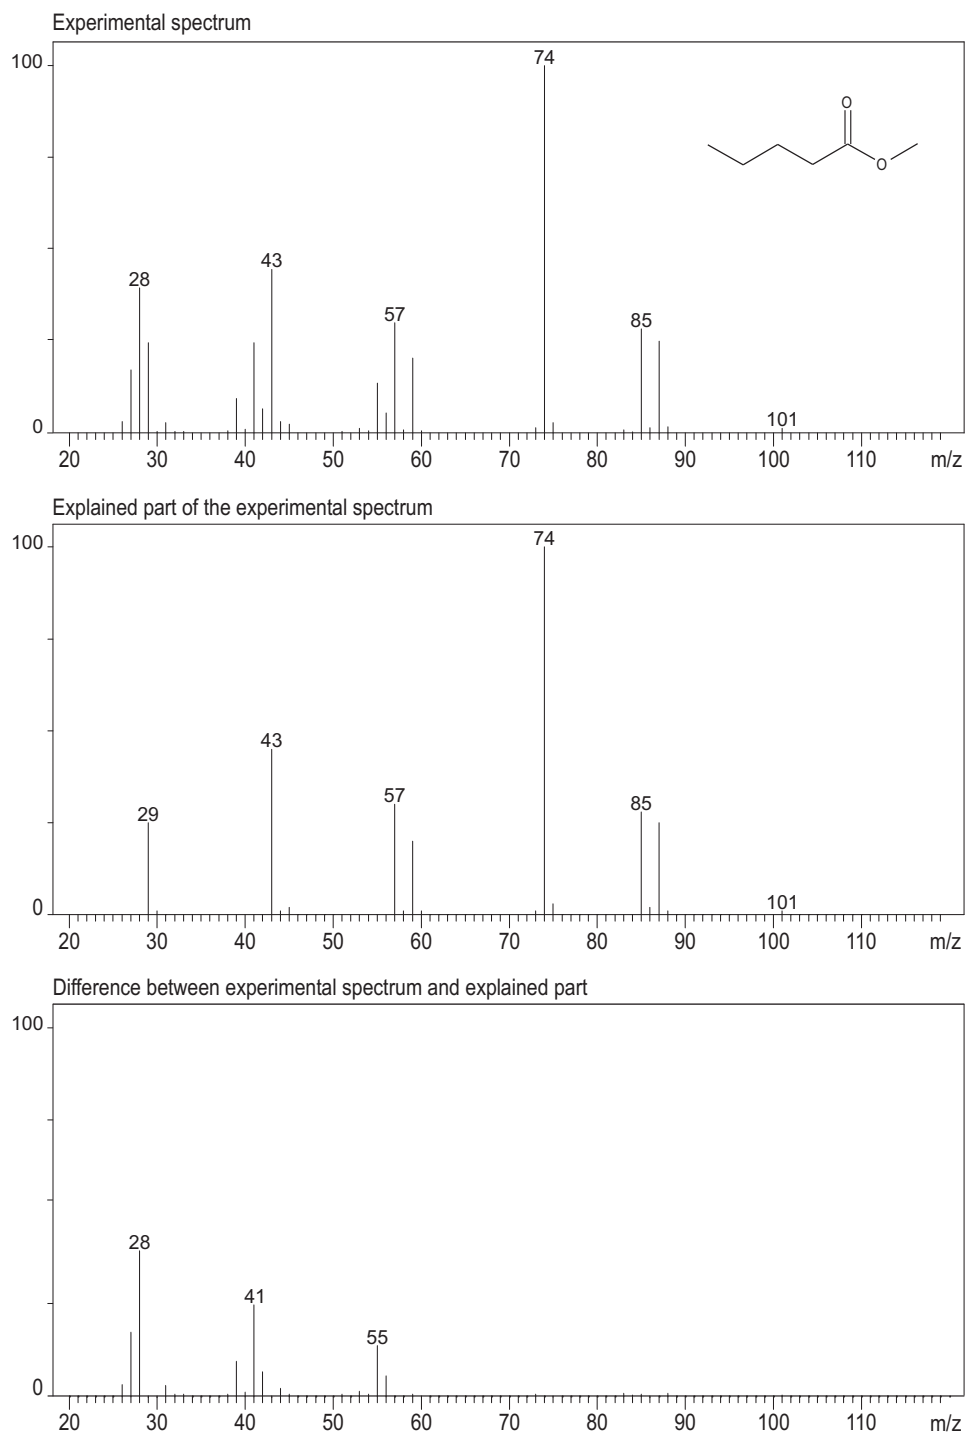 Experimental spectrum
100
74
O
O
43
28
57
85
101
0
20 30 40 50 60 70 80 90 100 110 m/z
Explained part of the experimental spectrum
100
74
43
57
85
29
101
0
20 30 40 50 60 70 80 90 100 110 m/z
Difference between experimental spectrum and explained part
100
28
41
55
0
20 30 40 50 60 70 80 90 100 110 m/z